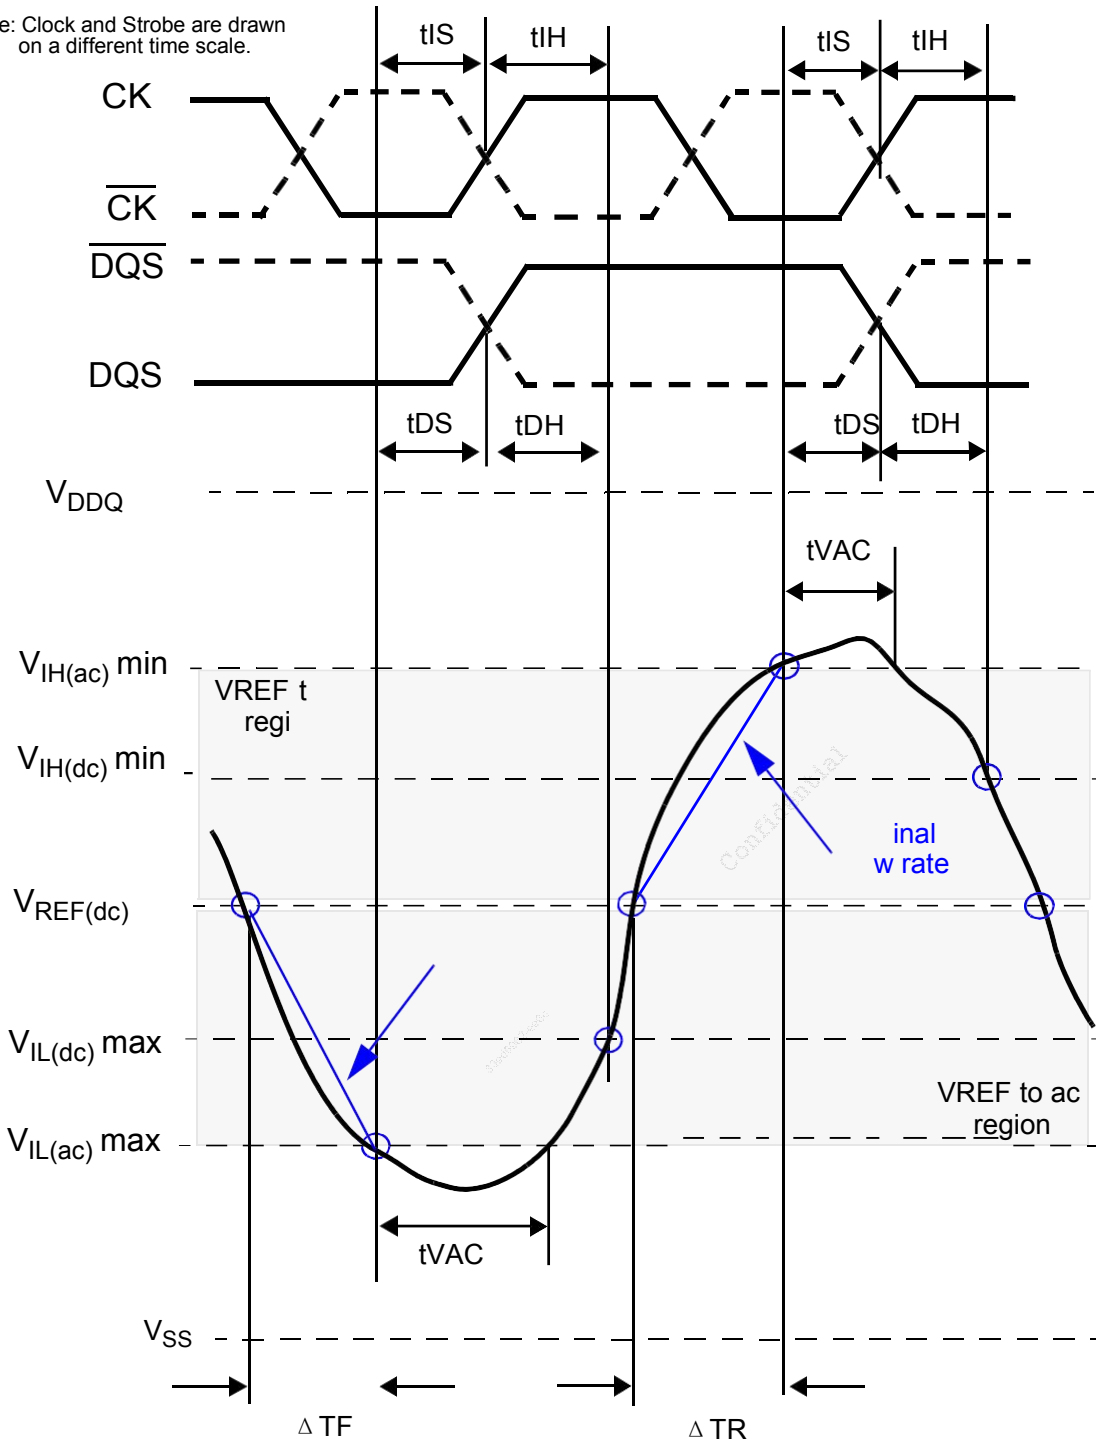 e: Clock and Strobe are drawn
on a different time scale.
tIS
tIH
tIS
tIH
CK
CK
DQS
DQS
tDS
tDH
tDS
tDH
VDDQ
tVAC
VIH(ac) min
VREF t
regi
VIH(dc) min
Confidential
inal
w rate
VREF(dc)
VIL(dc) max
VREF to ac
region
VIL(ac) max
tVAC
VSS
Δ TF
Δ TR